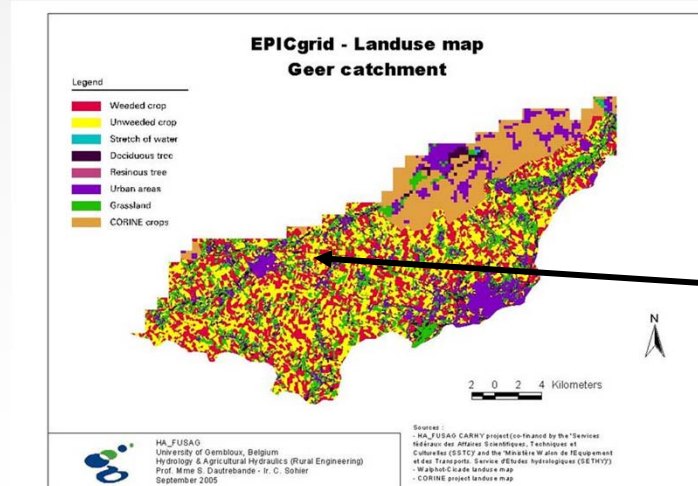 EPICgrid - Landuse map
Geer catchment
Legend
Weeded crop
Unweeded crop
Stretch of water
Deciduous tree
Resinous tree
Urban areas
Grassland
CORINE crops
N
2 0 2 4 Kilometers
HA_FUSAG
University of Gembloux, Belgium
Hydrology & Agricultural Hydraulics (Rural Engineering)
Prof. Mme S. Dautrebande - Ir. C. Sohier
September 2005
Sources :
- HA_FUSAG CARHY project (co-financed by the "Services
fédéraux des Affaires Scientifiques, Techniques et
Culturelles (SSTC)" and the "Ministère Wallon de l'Equipement
et des Transports. Service d'Etudes hydrologiques (SETHY)")
- Walphot-Cicade landuse map
- CORINE project landuse map